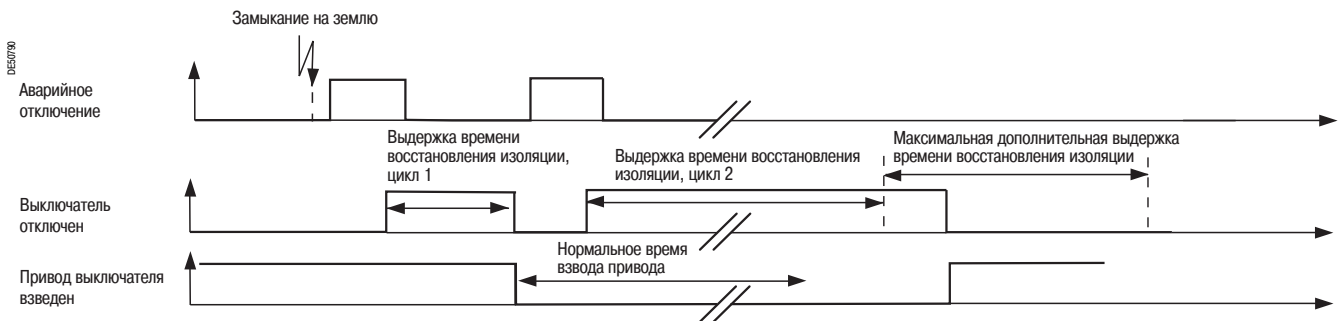 Замыкание на землю
DE50790
Аварийное
отключение
Выдержка времени
восстановления изоляции,
цикл 1
Выдержка времени восстановления
изоляции, цикл 2
Максимальная дополнительная выдержка
времени восстановления изоляции
Выключатель
отключен
Нормальное время
взвода привода
Привод выключателя
взведен